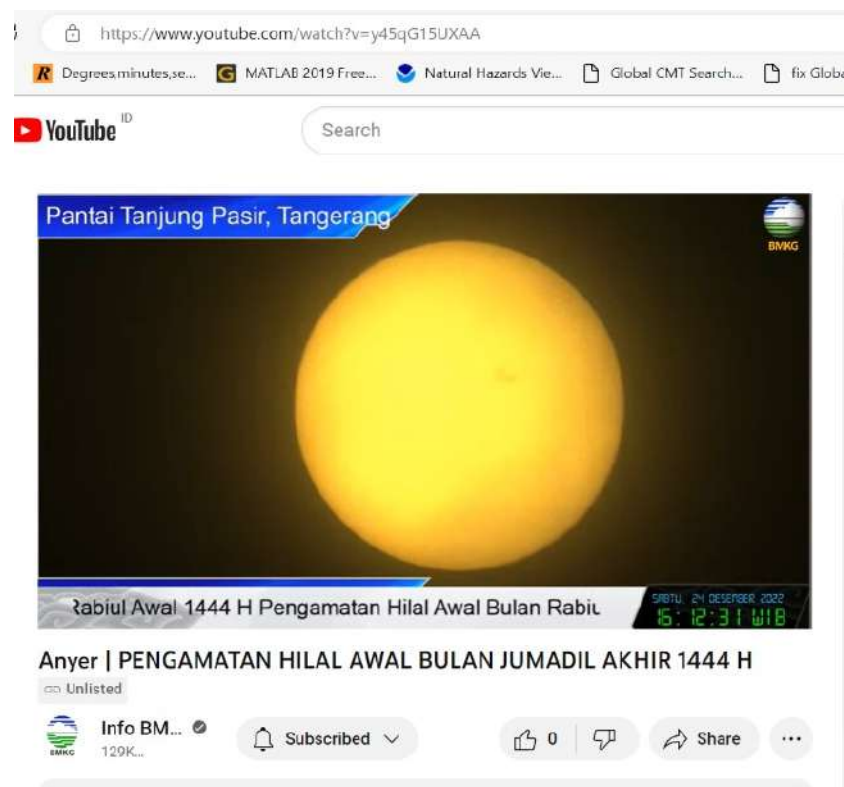 https://www.youtube.com/watch?v=y45qG15UXAA
R Degrees,minutes,se... G MATLAB 2019 Free... Natural Hazards Vie... Global CMT Search... fix Globa
YouTube ID
Search
Pantai Tanjung Pasir, Tangerang
BMKG
Rabiul Awal 1444 H Pengamatan Hilal Awal Bulan Rabiu
SABTU, 24 DESEMBER 2022
16:12:31 WIB
Anyer | PENGAMATAN HILAL AWAL BULAN JUMADIL AKHIR 1444 H
Unlisted
BMKG
Info BM...
129K...
Subscribed
0
Share